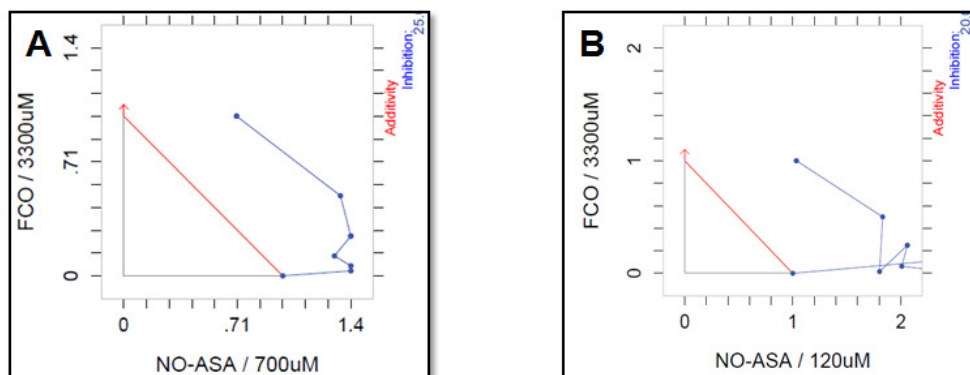 A
1.4
.71
0
0
.71
1.4
FCO / 3300uM
NO-ASA / 700uM
Additivity
Inhibition:
B
2
1
0
0
1
2
FCO / 3300uM
NO-ASA / 120uM
Additivity
Inhibition: